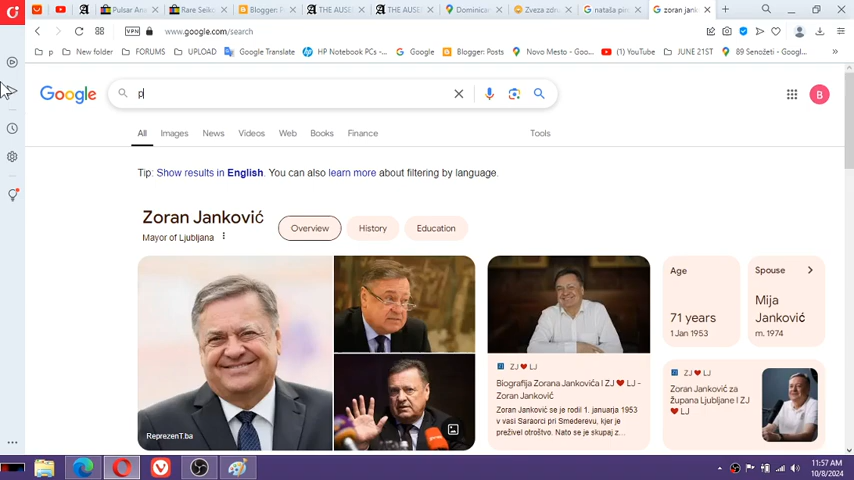 Pulsar An
Rare Seik
Blogger: P
THE AUSE
THE AUSE
Dominican
Zveza zdr
nataša pie
zoran jank
VPN
www.google.com/search
p
New folder
FORUMS
UPLOAD
Google Translate
HP Notebook PCs -...
Google
Blogger: Posts
Novo Mesto - Goo...
(1) YouTube
JUNE 21ST
89 Senožeti - Googl...
Google
p
B
All
Images
News
Videos
Web
Books
Finance
Tools
Tip: Show results in English. You can also learn more about filtering by language.
Zoran Janković
Mayor of Ljubljana
Overview
History
Education
ReprezenT.ba
ZJ ❤ LJ
Biografija Zorana Jankovića I ZJ ❤ LJ -
Zoran Janković
Zoran Janković se je rodil 1. januarja 1953
v vasi Saraorci pri Smederevu, kjer je
preživel otroštvo. Nato se je skupaj z...
Age
71 years
1 Jan 1953
Spouse
Mija
Janković
m. 1974
ZJ ❤ LJ
Zoran Janković za
župana Ljubljane I ZJ
❤ LJ
11:57 AM
10/8/2024